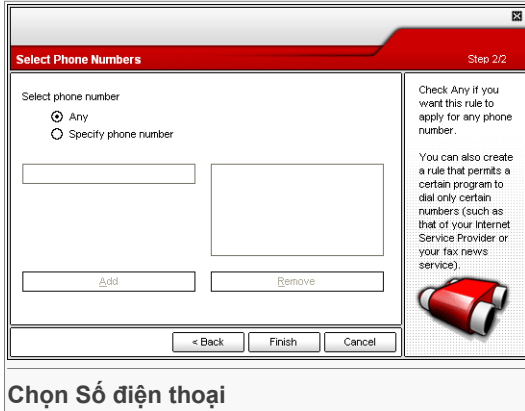 Select Phone Numbers
Step 2/2
Select phone number
Any
Specify phone number
Add
Remove
< Back
Finish
Cancel
Check Any if you
want this rule to
apply for any phone
number.
You can also create
a rule that permits a
certain program to
dial only certain
numbers (such as
that of your Internet
Service Provider or
your fax news
service).
Chọn Số điện thoại